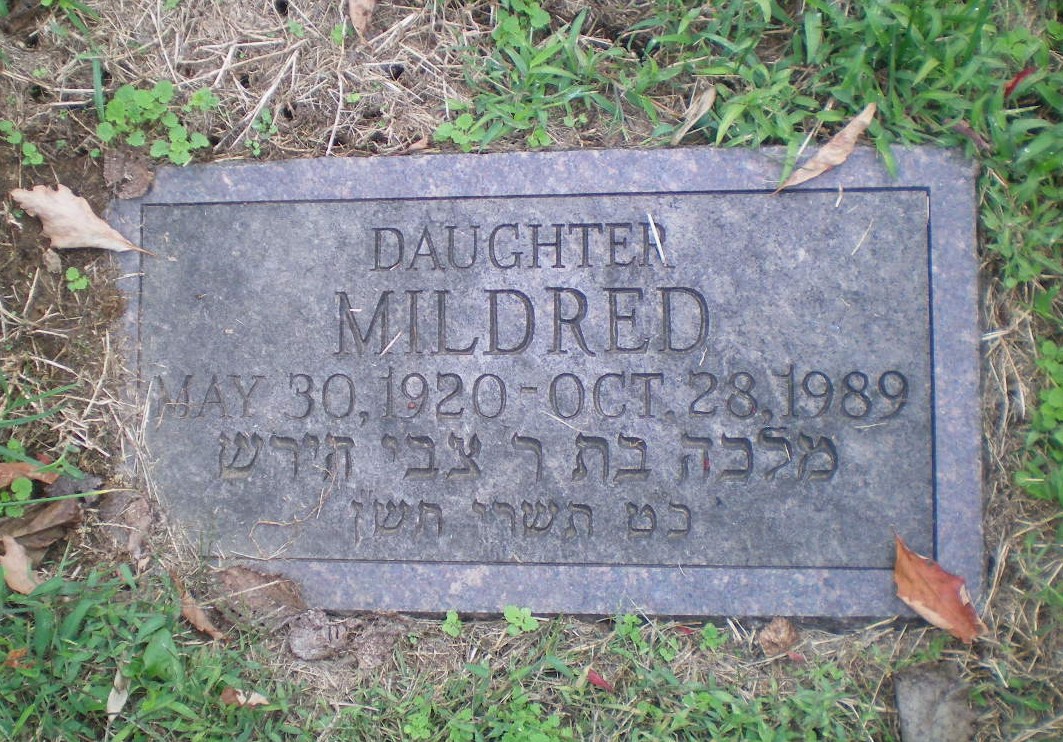 DAUGHTER
MILDRED
MAY 30, 1920 - OCT. 28, 1989
מלכה בת ר צבי הירש
כט תשרי תשן